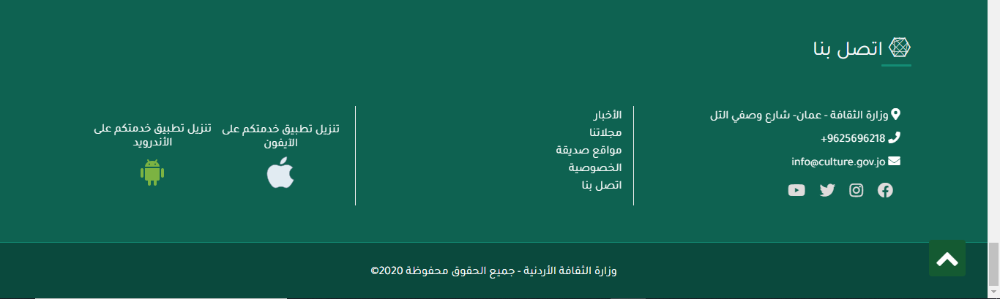 اتصل بنا
وزارة الثقافة - عمان- شارع وصفي التل
9625696218+
info@culture.gov.jo
الأخبار
مجلاتنا
مواقع صديقة
الخصوصية
اتصل بنا
تنزيل تطبيق خدمتكم على
الآيفون
تنزيل تطبيق خدمتكم على
الأندرويد
وزارة الثقافة الأردنية - جميع الحقوق محفوظة 2020©